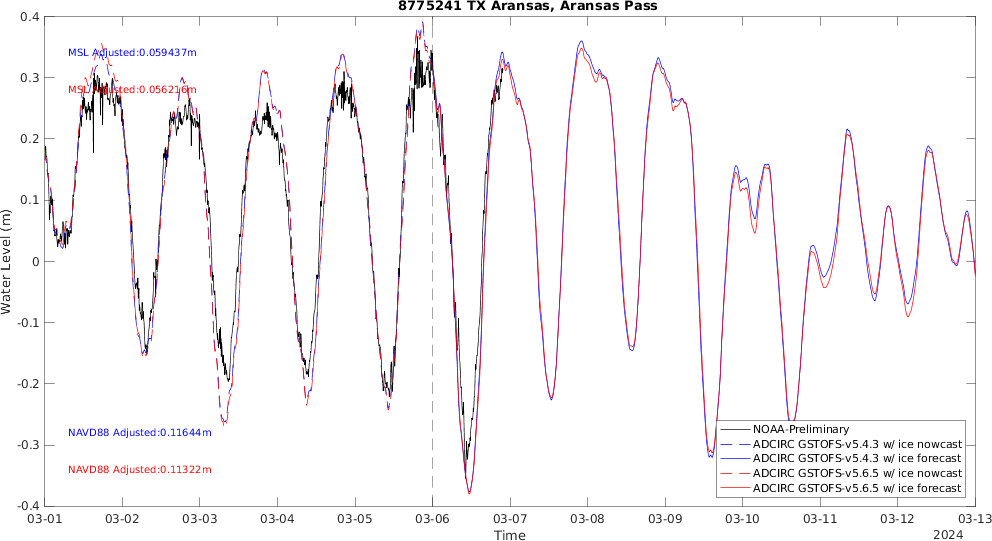 8775241 TX Aransas, Aransas Pass
Water Level (m)
0.4
0.3
0.2
0.1
0
-0.1
-0.2
-0.3
-0.4
MSL Adjusted:0.059437m
MSL Adjusted:0.056216m
NAVD88 Adjusted:0.11644m
NAVD88 Adjusted:0.11322m
NOAA-Preliminary
ADCIRC GSTOFS-v5.4.3 w/ ice nowcast
ADCIRC GSTOFS-v5.4.3 w/ ice forecast
ADCIRC GSTOFS-v5.6.5 w/ ice nowcast
ADCIRC GSTOFS-v5.6.5 w/ ice forecast
03-01 03-02 03-03 03-04 03-05 03-06 03-07 03-08 03-09 03-10 03-11 03-12 03-13
Time
2024